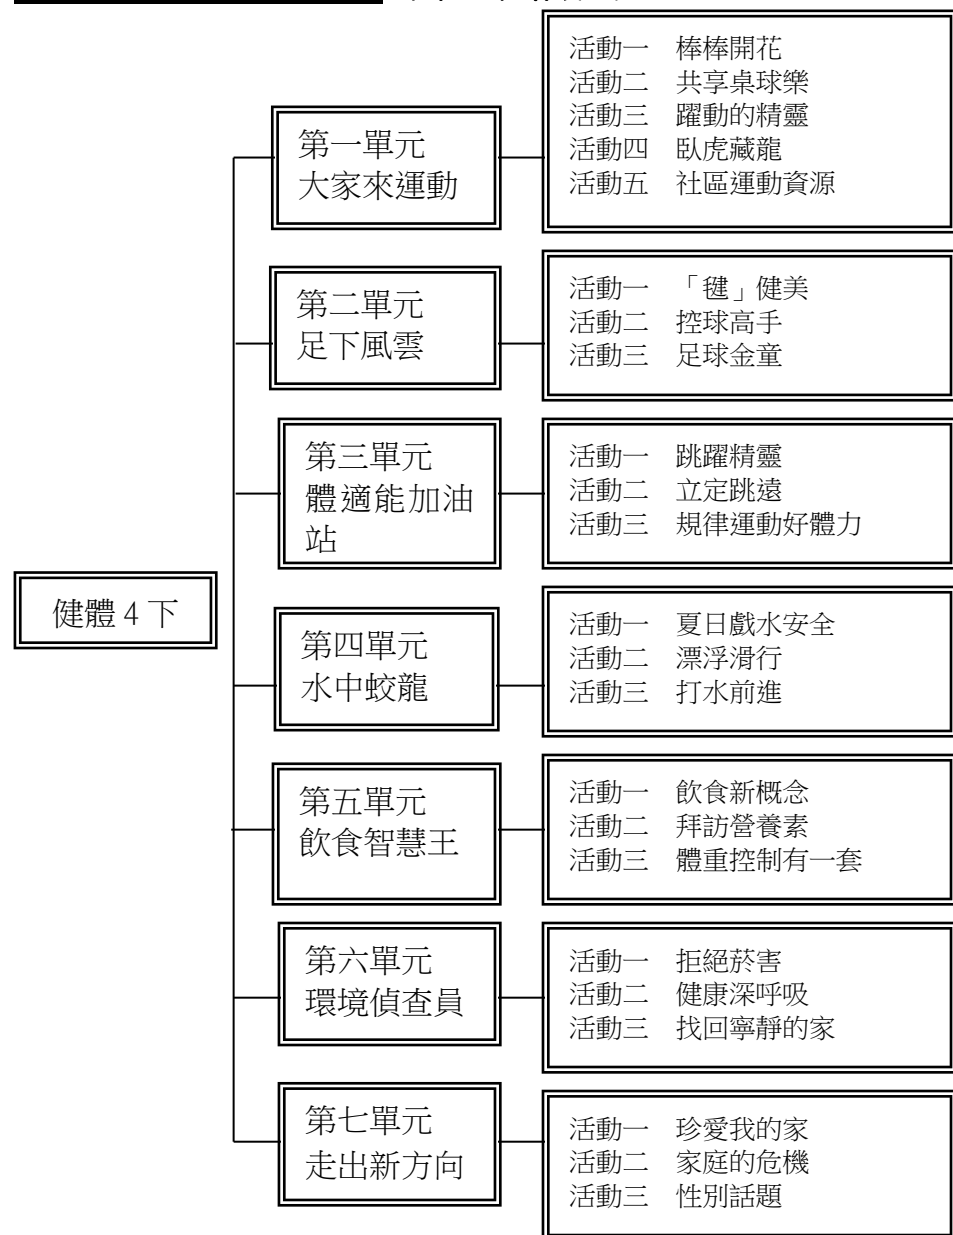 健體4下
第一單元
大家來運動
活動一　棒棒開花
活動二　共享桌球樂
活動三　躍動的精靈
活動四　臥虎藏龍
活動五　社區運動資源
第二單元
足下風雲
活動一　「毽」健美
活動二　控球高手
活動三　足球金童
第三單元
體適能加油
站
活動一　跳躍精靈
活動二　立定跳遠
活動三　規律運動好體力
第四單元
水中蛟龍
活動一　夏日戲水安全
活動二　漂浮滑行
活動三　打水前進
第五單元
飲食智慧王
活動一　飲食新概念
活動二　拜訪營養素
活動三　體重控制有一套
第六單元
環境偵查員
活動一　拒絕菸害
活動二　健康深呼吸
活動三　找回寧靜的家
第七單元
走出新方向
活動一　珍愛我的家
活動二　家庭的危機
活動三　性別話題